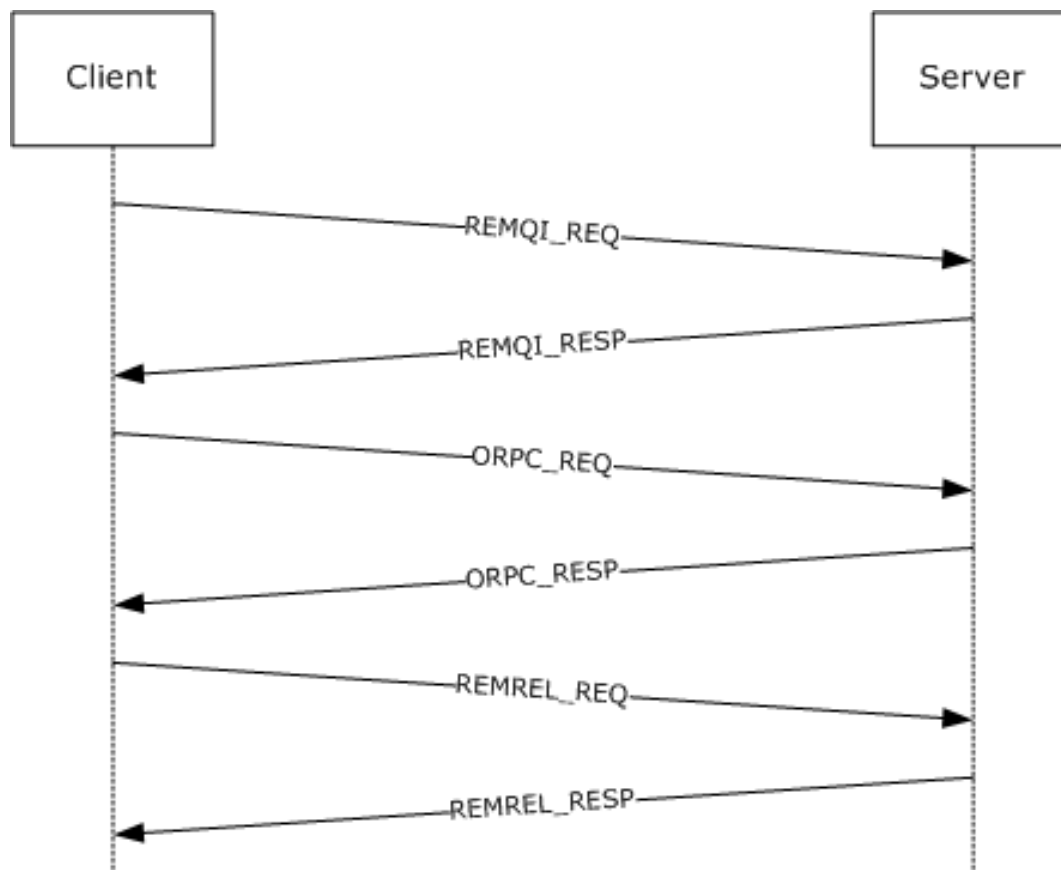 Client
Server
REMQI_REQ
REMQI_RESP
ORPC_REQ
ORPC_RESP
REMREL_REQ
REMREL_RESP